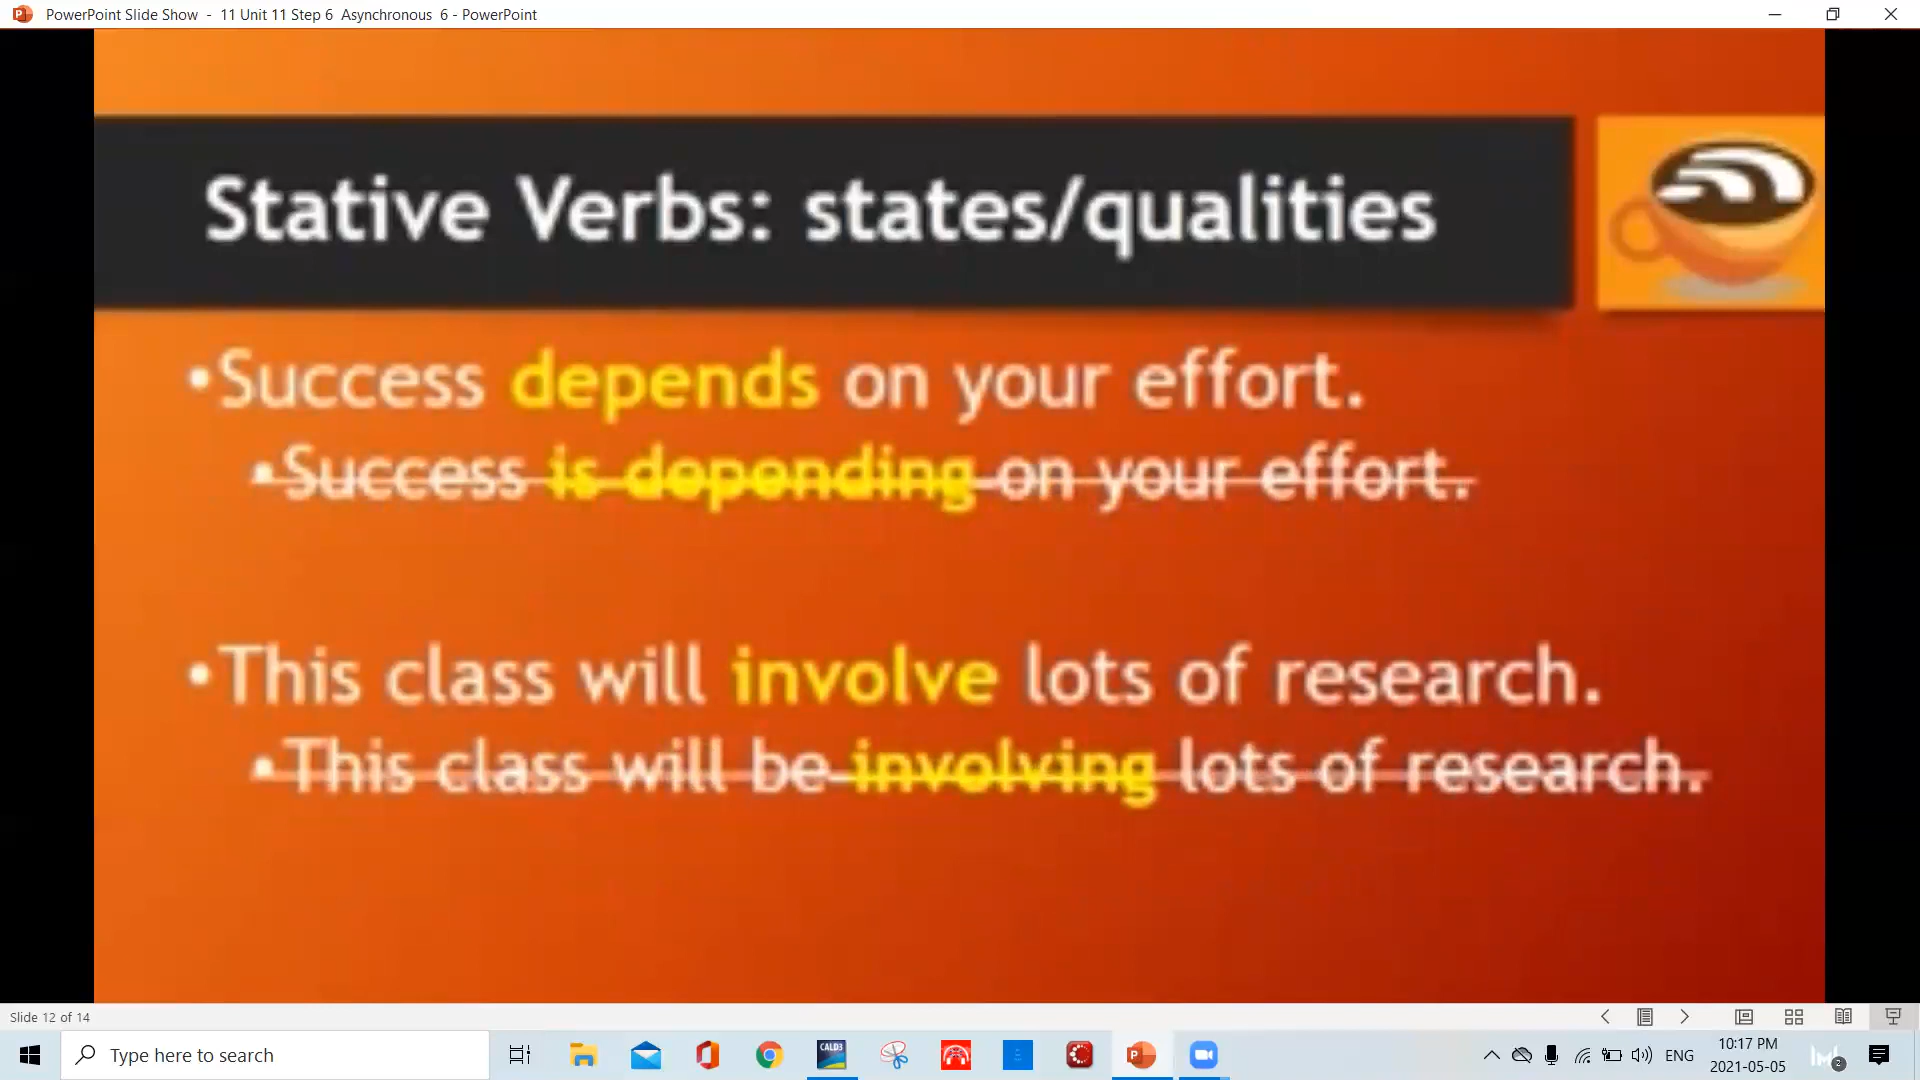 PowerPoint Slide Show - 11 Unit 11 Step 6 Asynchronous 6 - PowerPoint
Stative Verbs: states/qualities
•Success depends on your effort.
•Success is depending on your effort.
•This class will involve lots of research.
•This class will be involving lots of research.
Slide 12 of 14
Type here to search
CALD3
ENG
10:17 PM
2021-05-05
2